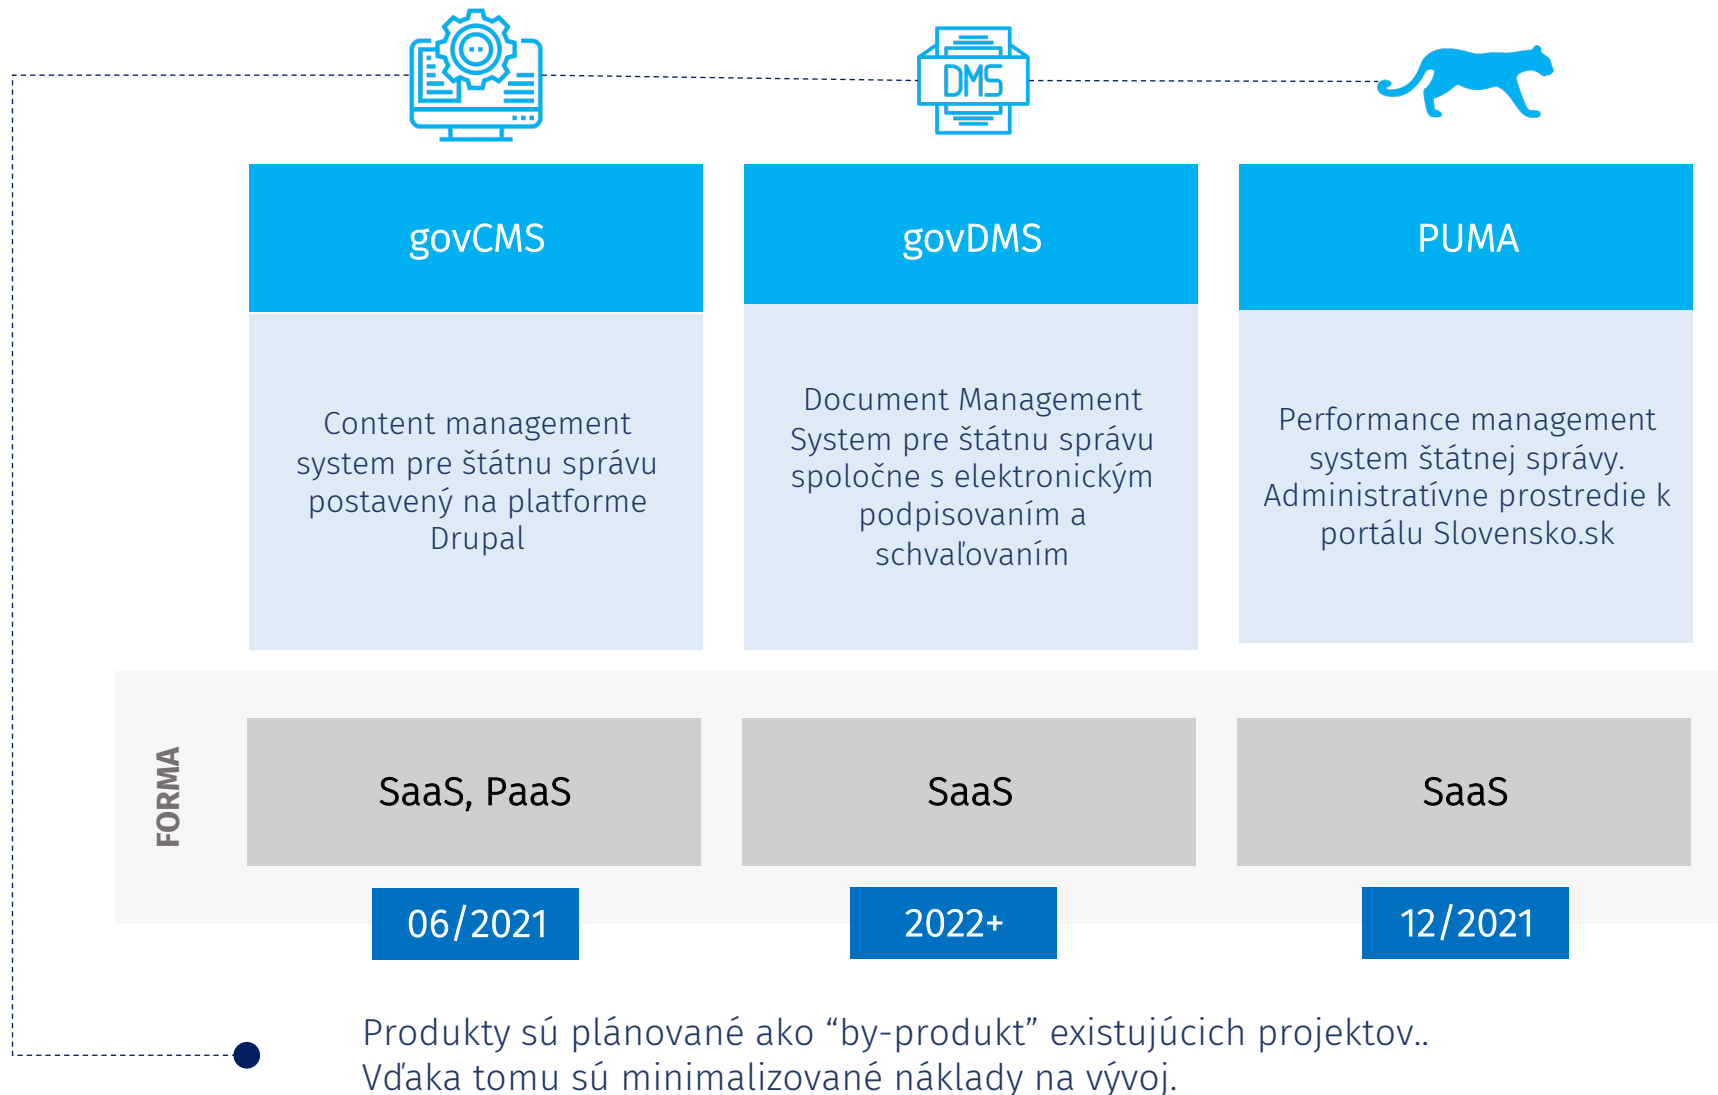 DMS
govCMS
govDMS
PUMA
Content management
system pre štátnu správu
postavený na platforme
Drupal
Document Management
System pre štátnu správu
spoločne s elektronickým
podpisovaním a
schvaľovaním
Performance management
system štátnej správy.
Administratívne prostredie k
portálu Slovensko.sk
FORMA
SaaS, PaaS
SaaS
SaaS
06/2021
2022+
12/2021
Produkty sú plánované ako “by-produkt” existujúcich projektov..
Vďaka tomu sú minimalizované náklady na vývoj.